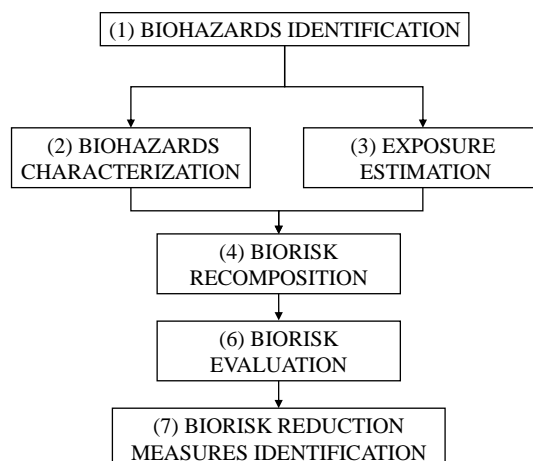 (1) BIOHAZARDS IDENTIFICATION
(2) BIOHAZARDS
CHARACTERIZATION
(3) EXPOSURE
ESTIMATION
(4) BIORISK
RECOMPOSITION
(6) BIORISK
EVALUATION
(7) BIORISK REDUCTION
MEASURES IDENTIFICATION